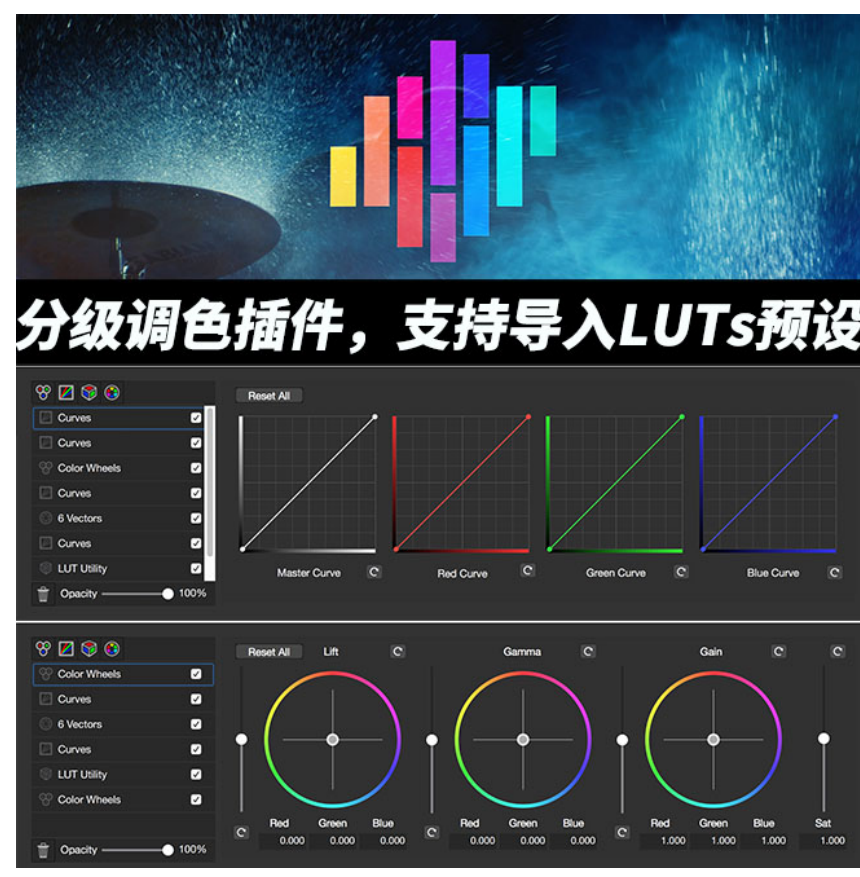 分级调色插件，支持导入LUTs预设
Reset All
Curves
Curves
Color Wheels
Curves
6 Vectors
Curves
LUT Utility
Opacity 100%
Master Curve
Red Curve
Green Curve
Blue Curve
Reset All
Lift
Gamma
Gain
Color Wheels
Curves
6 Vectors
Curves
LUT Utility
Color Wheels
Opacity 100%
Red Green Blue
0.000 0.000 0.000
Red Green Blue
0.000 0.000 0.000
Red Green Blue
1.000 1.000 1.000
Sat
1.000